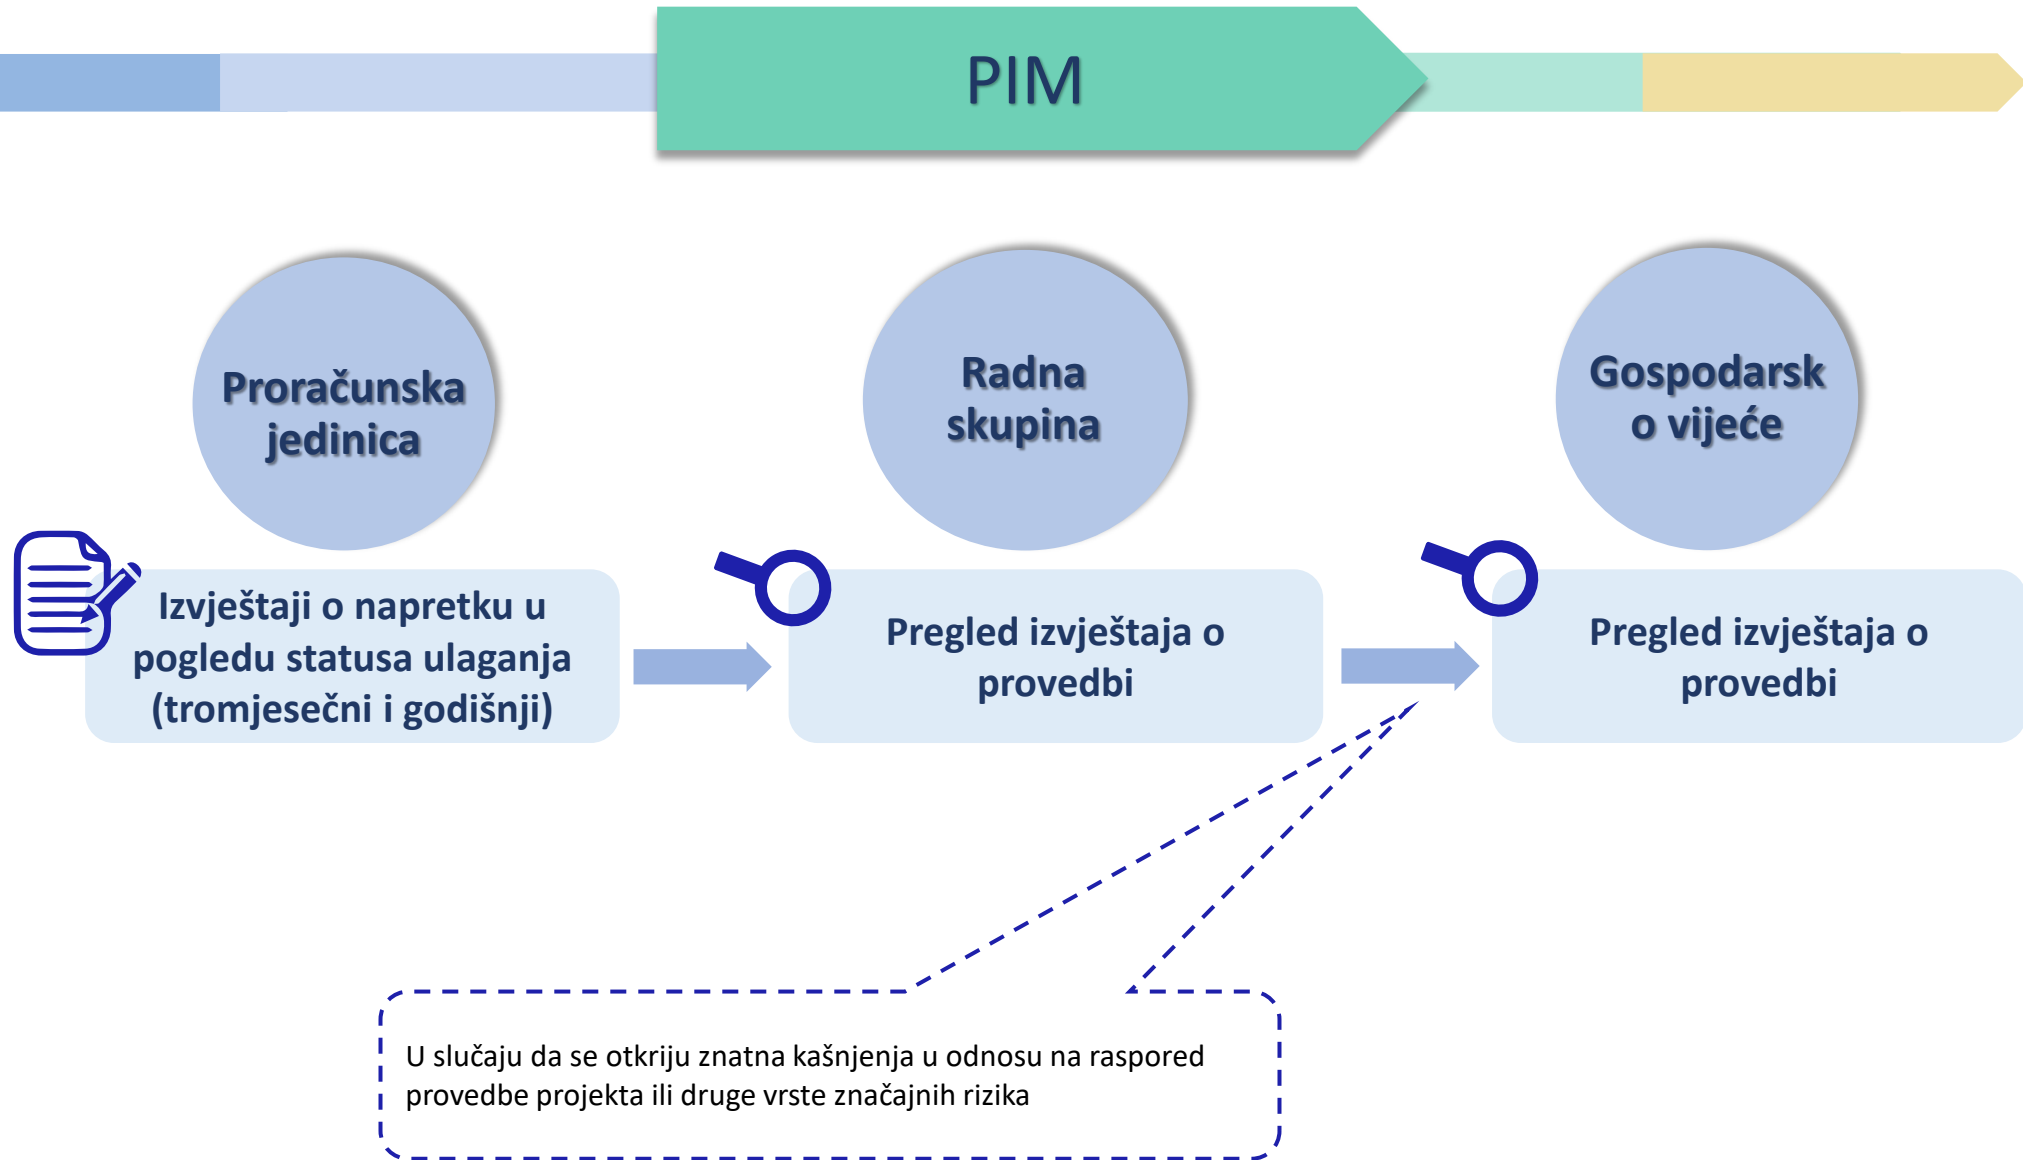 PIM
Proračunska
jedinica
Radna
skupina
Gospodarsk
o vijeće
Izvještaji o napretku u
pogledu statusa ulaganja
(tromjesečni i godišnji)
Pregled izvještaja o
provedbi
Pregled izvještaja o
provedbi
U slučaju da se otkriju znatna kašnjenja u odnosu na raspored
provedbe projekta ili druge vrste značajnih rizika